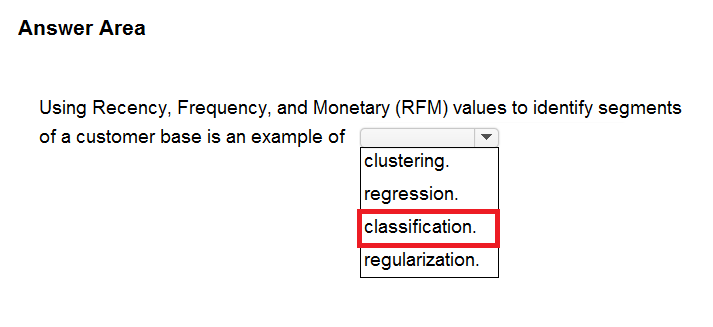 Answer Area
Using Recency, Frequency, and Monetary (RFM) values to identify segments
of a customer base is an example of
clustering.
regression.
classification.
regularization.